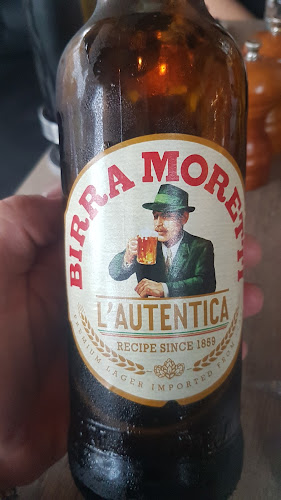 BIRRA MORETTI
L'AUTENTICA
RECIPE SINCE 1859
PREMIUM LAGER IMPORTED FROM